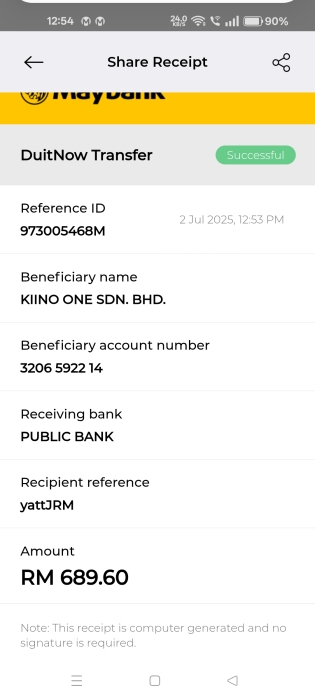 12:54
24.0 KB/S
90%
Share Receipt
Maybank
DuitNow Transfer
Successful
Reference ID
2 Jul 2025, 12:53 PM
973005468M
Beneficiary name
KIINO ONE SDN. BHD.
Beneficiary account number
3206 5922 14
Receiving bank
PUBLIC BANK
Recipient reference
yattJRM
Amount
RM 689.60
Note: This receipt is computer generated and no
signature is required.